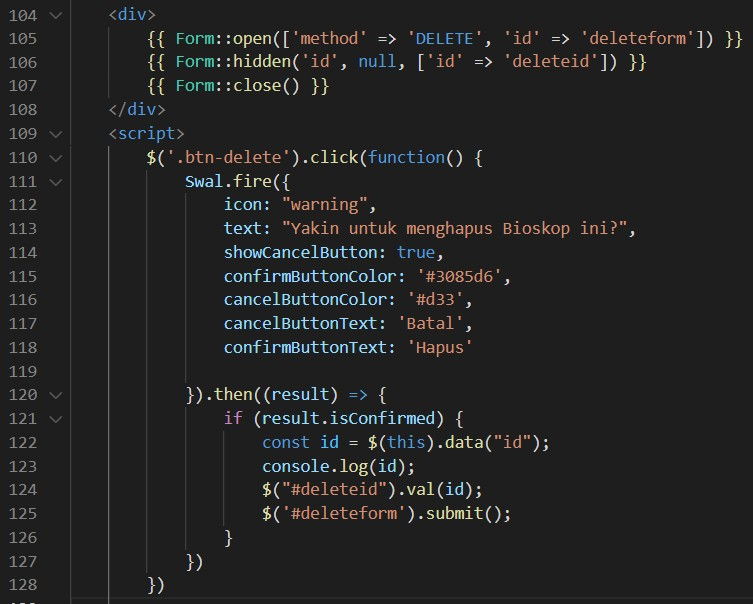 104 <div>
105 {{ Form::open(['method' => 'DELETE', 'id' => 'deleteform']) }}
106 {{ Form::hidden('id', null, ['id' => 'deleteid']) }}
107 {{ Form::close() }}
108 </div>
109 <script>
110 $('.btn-delete').click(function() {
111 Swal.fire({
112 icon: "warning",
113 text: "Yakin untuk menghapus Bioskop ini?",
114 showCancelButton: true,
115 confirmButtonColor: '#3085d6',
116 cancelButtonColor: '#d33',
117 cancelButtonText: 'Batal',
118 confirmButtonText: 'Hapus'
119
120 }).then((result) => {
121 if (result.isConfirmed) {
122 const id = $(this).data("id");
123 console.log(id);
124 $("#deleteid").val(id);
125 $('#deleteform').submit();
126 }
127 })
128 })